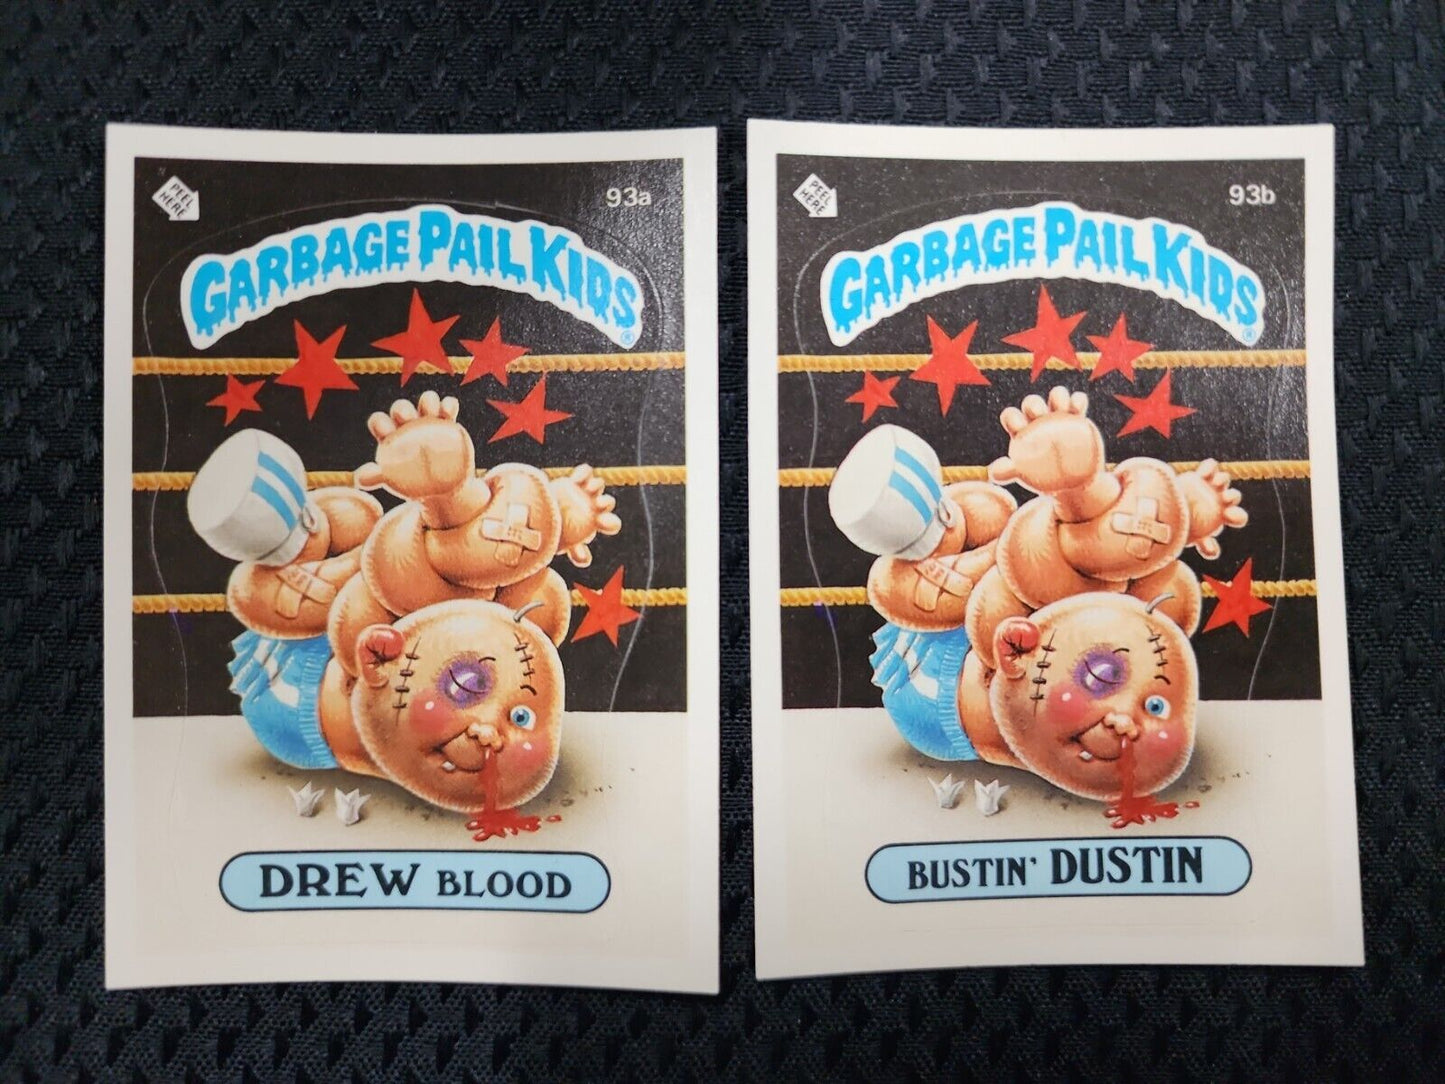 PEEL HERE
93a
GARBAGE PAIL KIDS®
DREW BLOOD
PEEL HERE
93b
GARBAGE PAIL KIDS®
BUSTIN' DUSTIN